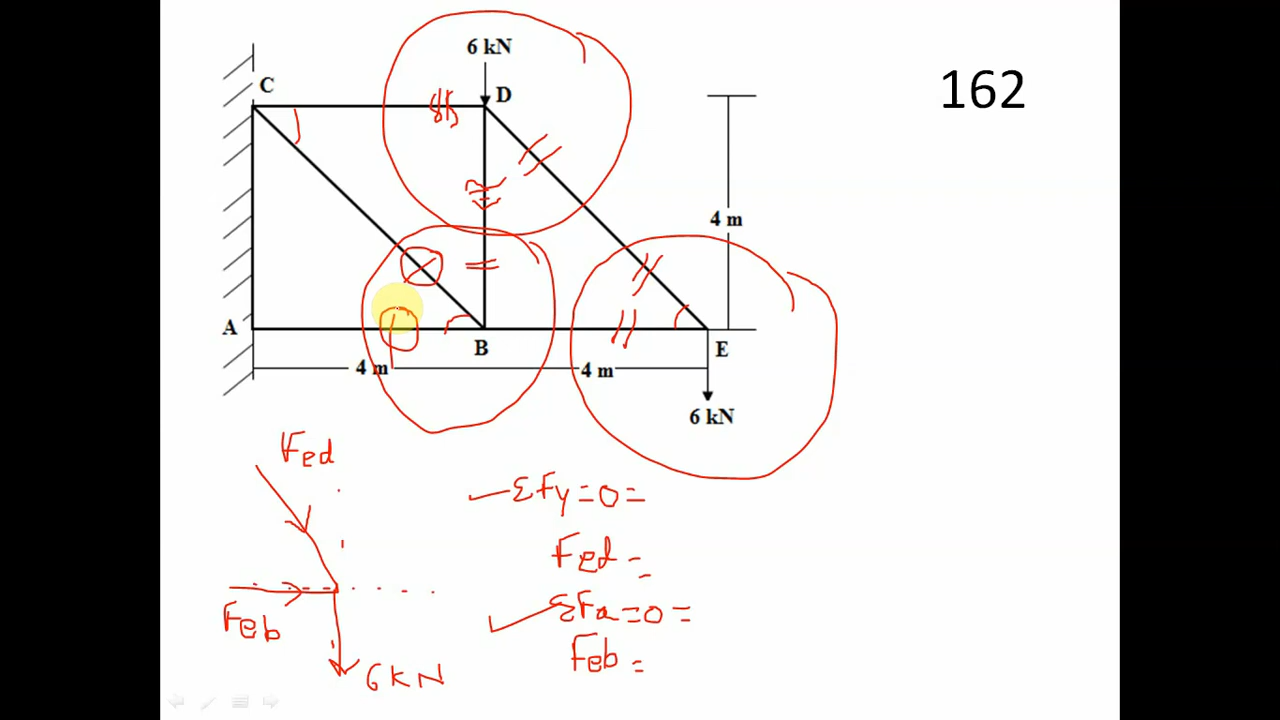 6 kN
162
C
D
4 m
A
B
E
4 m
4 m
6 kN
Fed
ΣFy=0=
Fed=
ΣFx=0=
Feb
Feb=
6kN